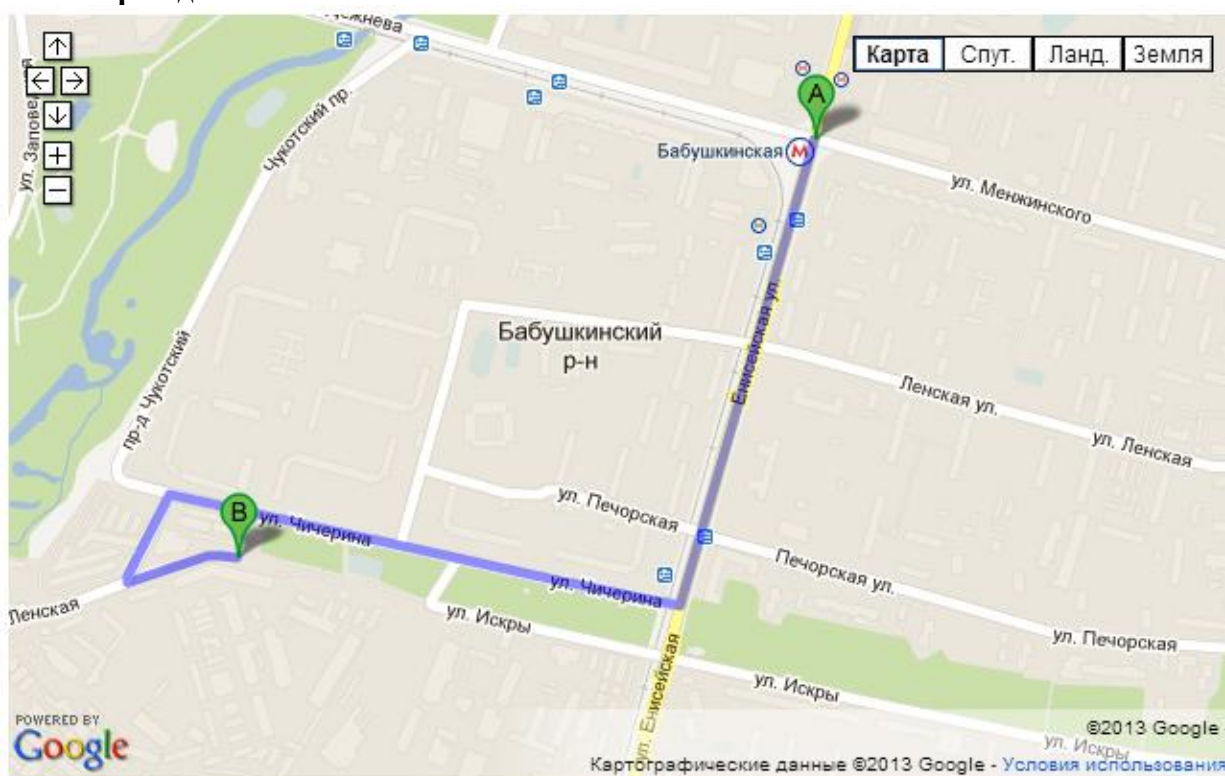 Карта
Спут.
Ланд.
Земля
ул. Заповедная
Чукотский пр.
A
Бабушкинская
М
ул. Менжинского
Енисейская ул.
Бабушкинский
р-н
Ленская ул.
ул. Ленская
пр-д Чукотский
B
ул. Чичерина
ул. Печорская
Печорская ул.
ул. Чичерина
Ленская
ул. Искры
ул. Печорская
ул. Енисейская
ул. Искры
POWERED BY
Google
©2013 Google
ул. Искры
Картографические данные ©2013 Google - Условия использования